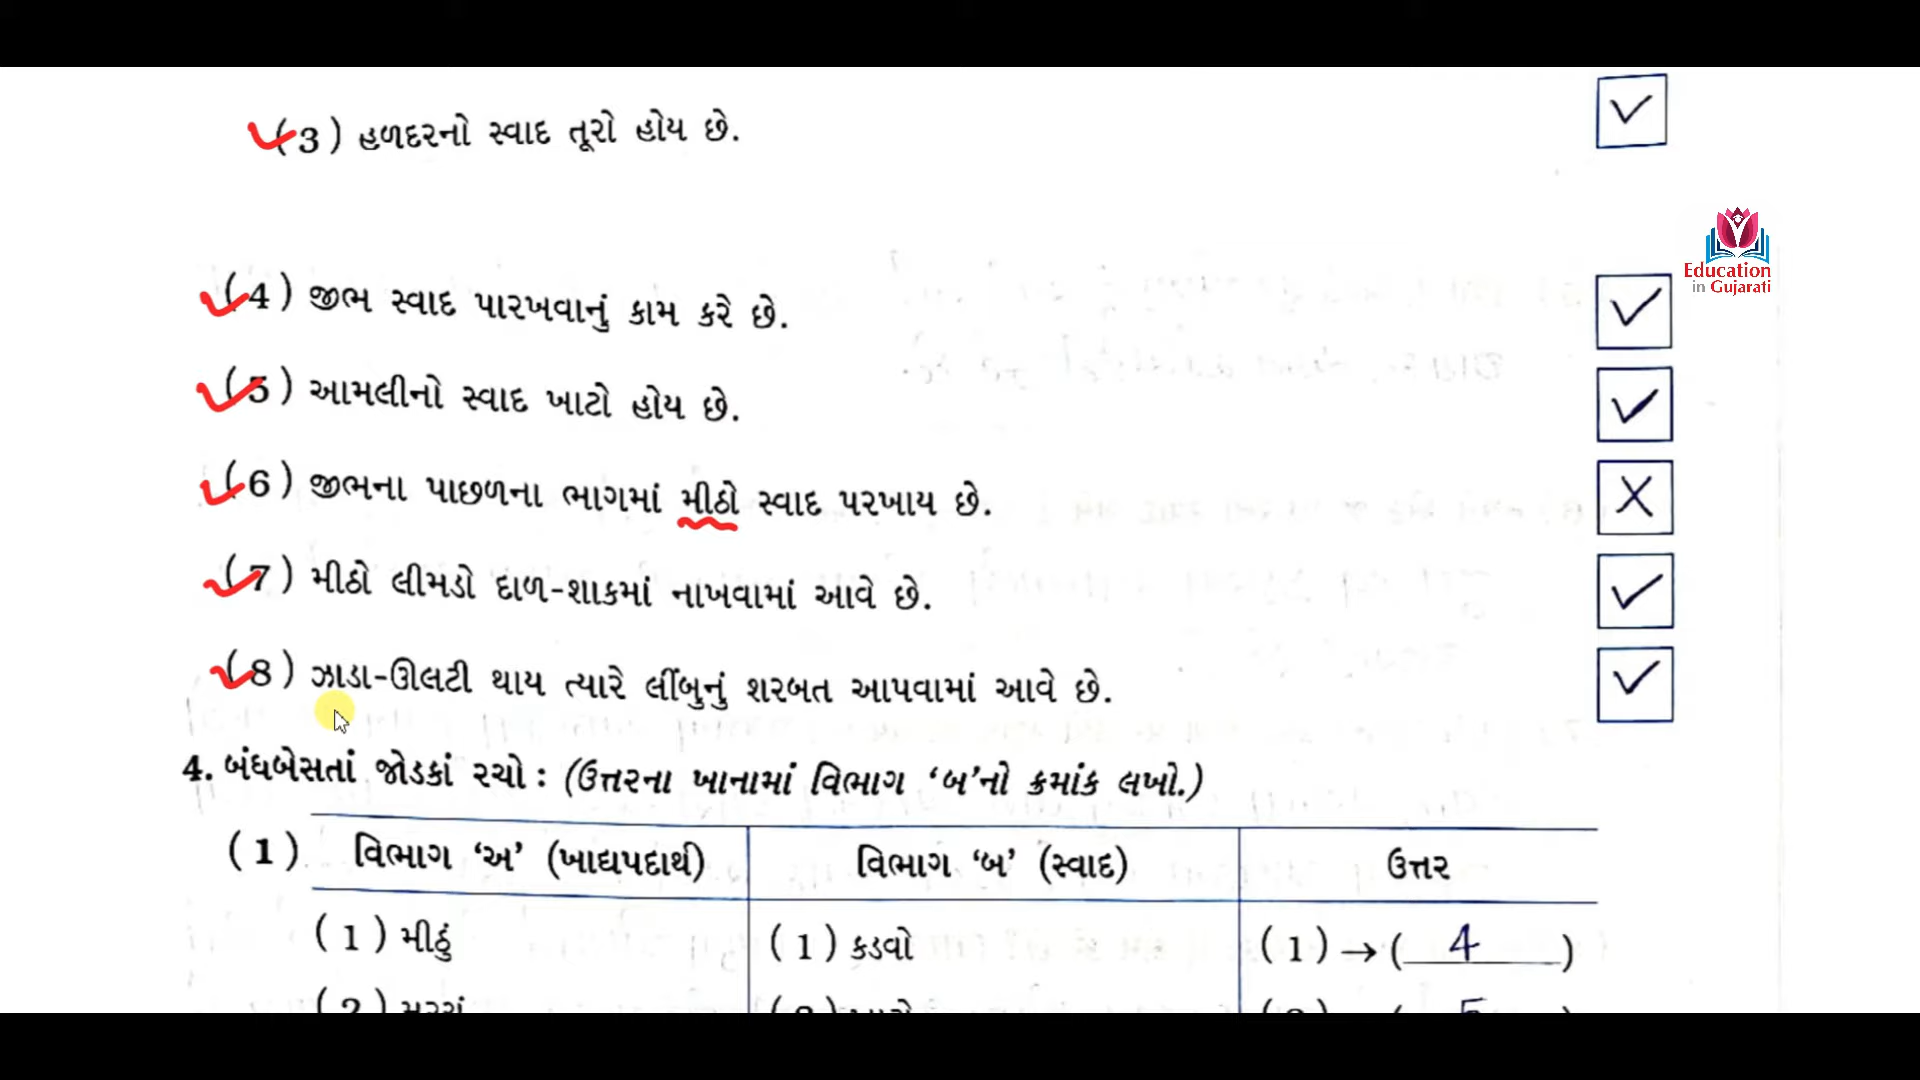 (3) હળદરનો સ્વાદ તૂરો હોય છે. ✓
Education
in Gujarati
(4) જીભ સ્વાદ પારખવાનું કામ કરે છે. ✓
(5) આમલીનો સ્વાદ ખાટો હોય છે. ✓
(6) જીભના પાછળના ભાગમાં મીઠો સ્વાદ પરખાય છે. X
(7) મીઠો લીમડો દાળ-શાકમાં નાખવામાં આવે છે. ✓
(8) ઝાડા-ઊલટી થાય ત્યારે લીંબુનું શરબત આપવામાં આવે છે. ✓
4. બંધબેસતાં જોડકાં રચો : (ઉત્તરના ખાનામાં વિભાગ ‘બ’નો ક્રમાંક લખો.)
(1) વિભાગ ‘અ’ (ખાદ્યપદાર્થ) વિભાગ ‘બ’ (સ્વાદ) ઉત્તર
(1) મીઠું (1) કડવો (1) → ( 4 )